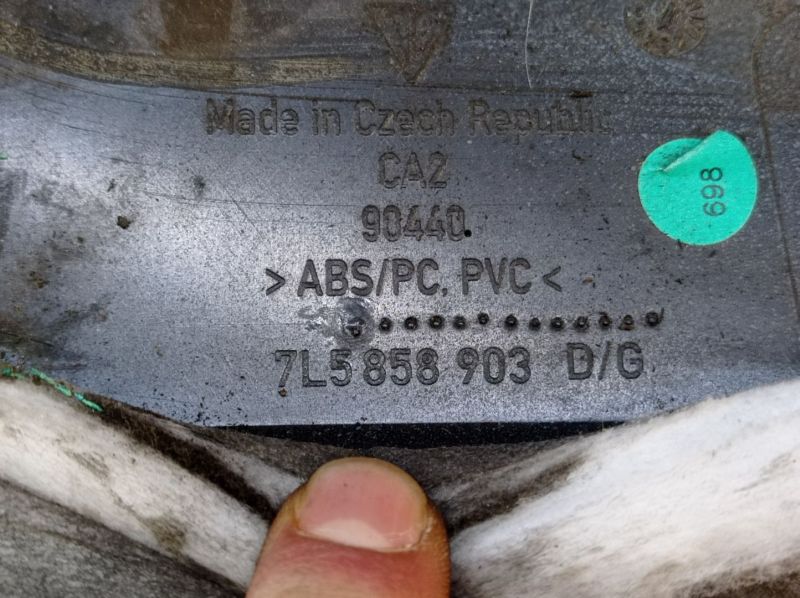 Made in Czech Republic
CA2
90440
> ABS/PC, PVC <
7L5 858 903 D/G
698